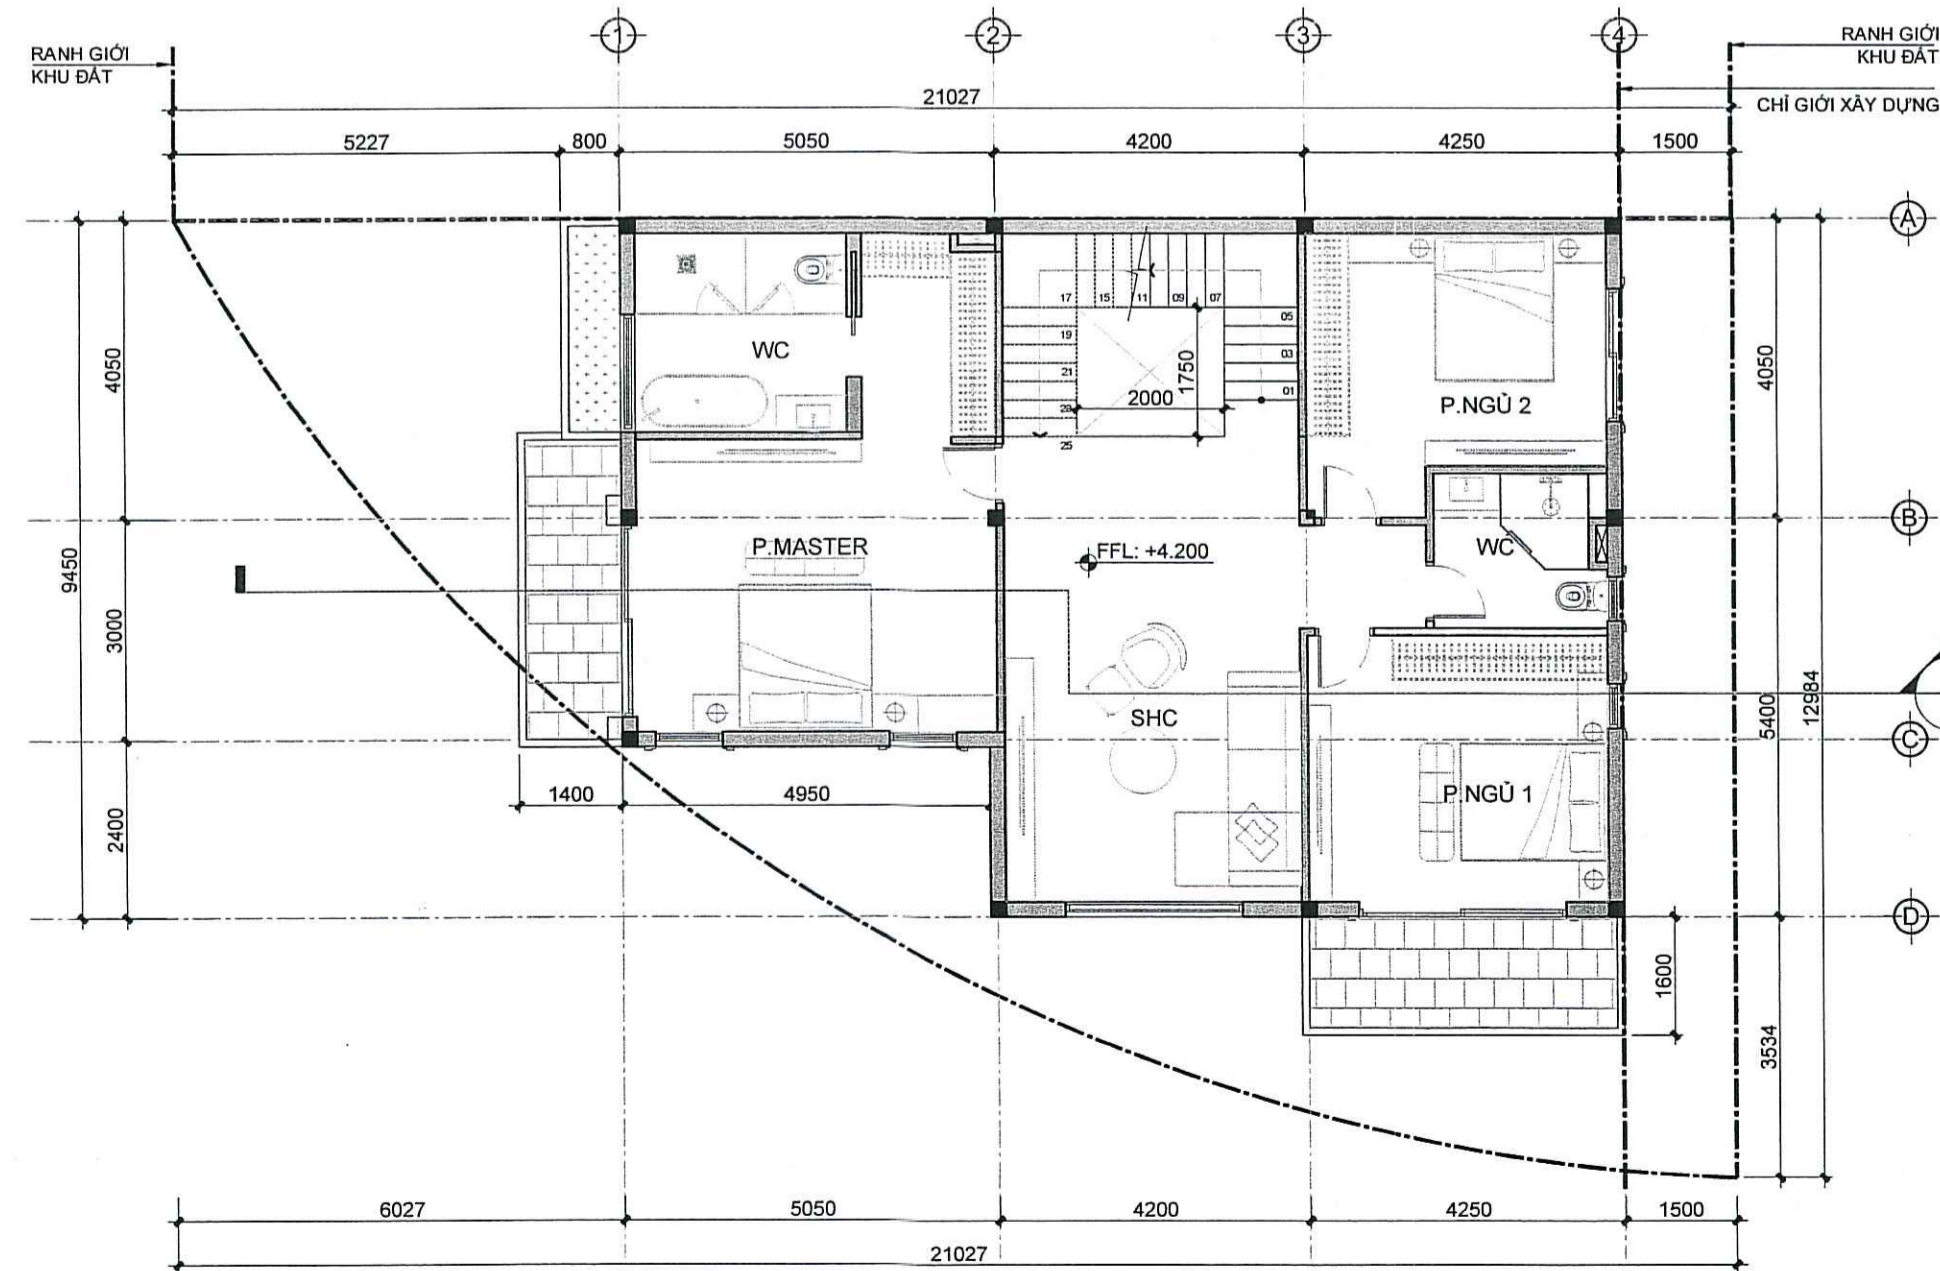 1
2
3
4
RANH GIỚI
KHU ĐẤT
RANH GIỚI
KHU ĐẤT
21027
CHỈ GIỚI XÂY DỰNG
5227
800
5050
4200
4250
1500
A
17
15
11
09
07
05
19
03
WC
4050
1750
4050
21
01
2000
P.NGỦ 2
23
25
B
P.MASTER
FFL: +4.200
WC
9450
3000
12984
5400
SHC
C
1400
4950
P.NGỦ 1
2400
D
1600
3534
6027
5050
4200
4250
1500
21027